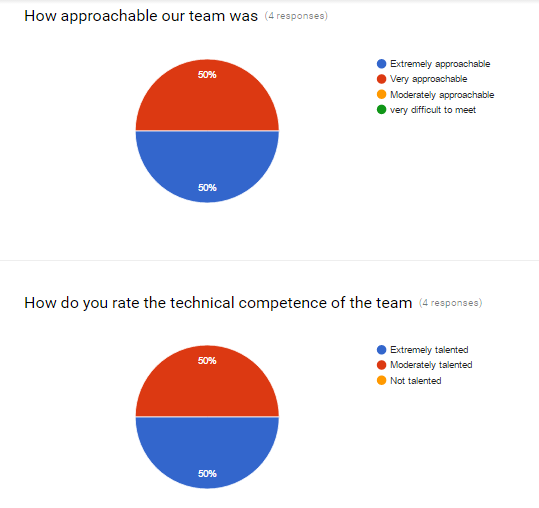 How approachable our team was (4 responses)
50%
50%
Extremely approachable
Very approachable
Moderately approachable
very difficult to meet
How do you rate the technical competence of the team (4 responses)
50%
50%
Extremely talented
Moderately talented
Not talented